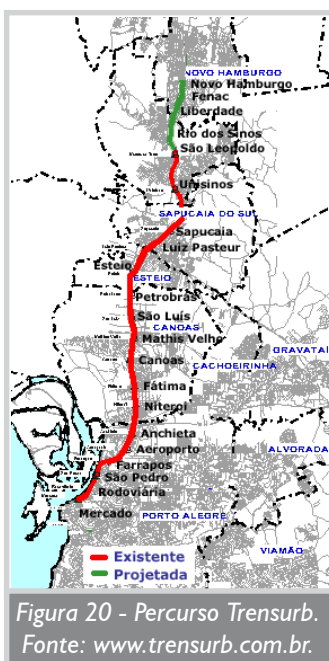 NOVO HAMBURGO
Novo Hamburgo
Fenac
Liberdade
Rio dos Sinos
São Leopoldo
Unisinos
SAPUCAIA DO SUL
Sapucaia
Luiz Pasteur
Esteio
ESTEIO
Petrobrás
São Luís
CANOAS
Mathis Velho
Canoas
GRAVATAÍ
CACHOEIRINHA
Fátima
Niteroi
Anchieta
Aeroporto
ALVORADA
Farrapos
São Pedro
Rodoviária
Mercado
PORTO ALEGRE
VIAMÃO
Existente
Projetada
Figura 20 - Percurso Trensurb.
Fonte: www.trensurb.com.br.